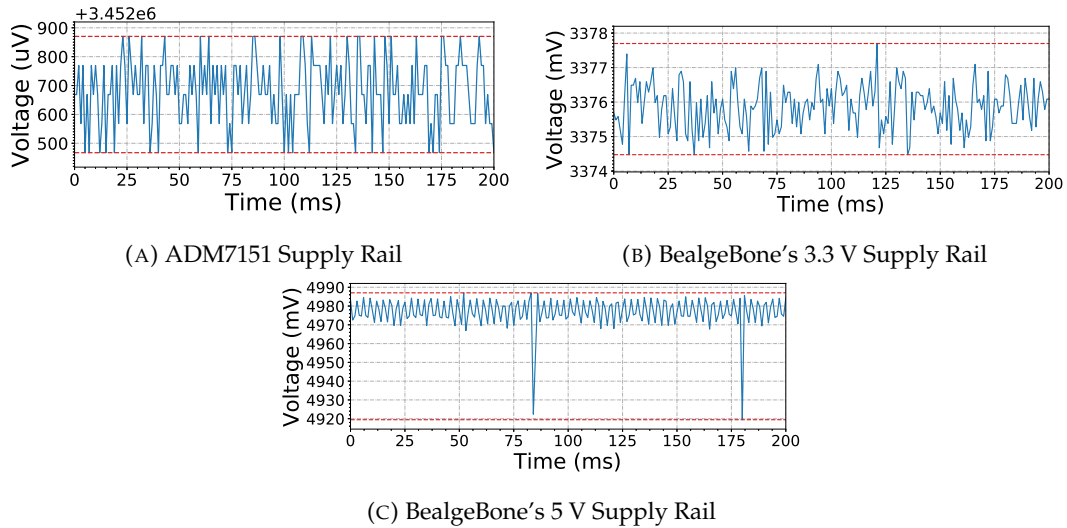 +3.452e6
Voltage (uV)
900
800
700
600
500
0 25 50 75 100 125 150 175 200
Time (ms)
(A) ADM7151 Supply Rail
Voltage (mV)
3378
3377
3376
3375
3374
0 25 50 75 100 125 150 175 200
Time (ms)
(B) BealgeBone's 3.3 V Supply Rail
Voltage (mV)
4990
4980
4970
4960
4950
4940
4930
4920
0 25 50 75 100 125 150 175 200
Time (ms)
(C) BealgeBone's 5 V Supply Rail